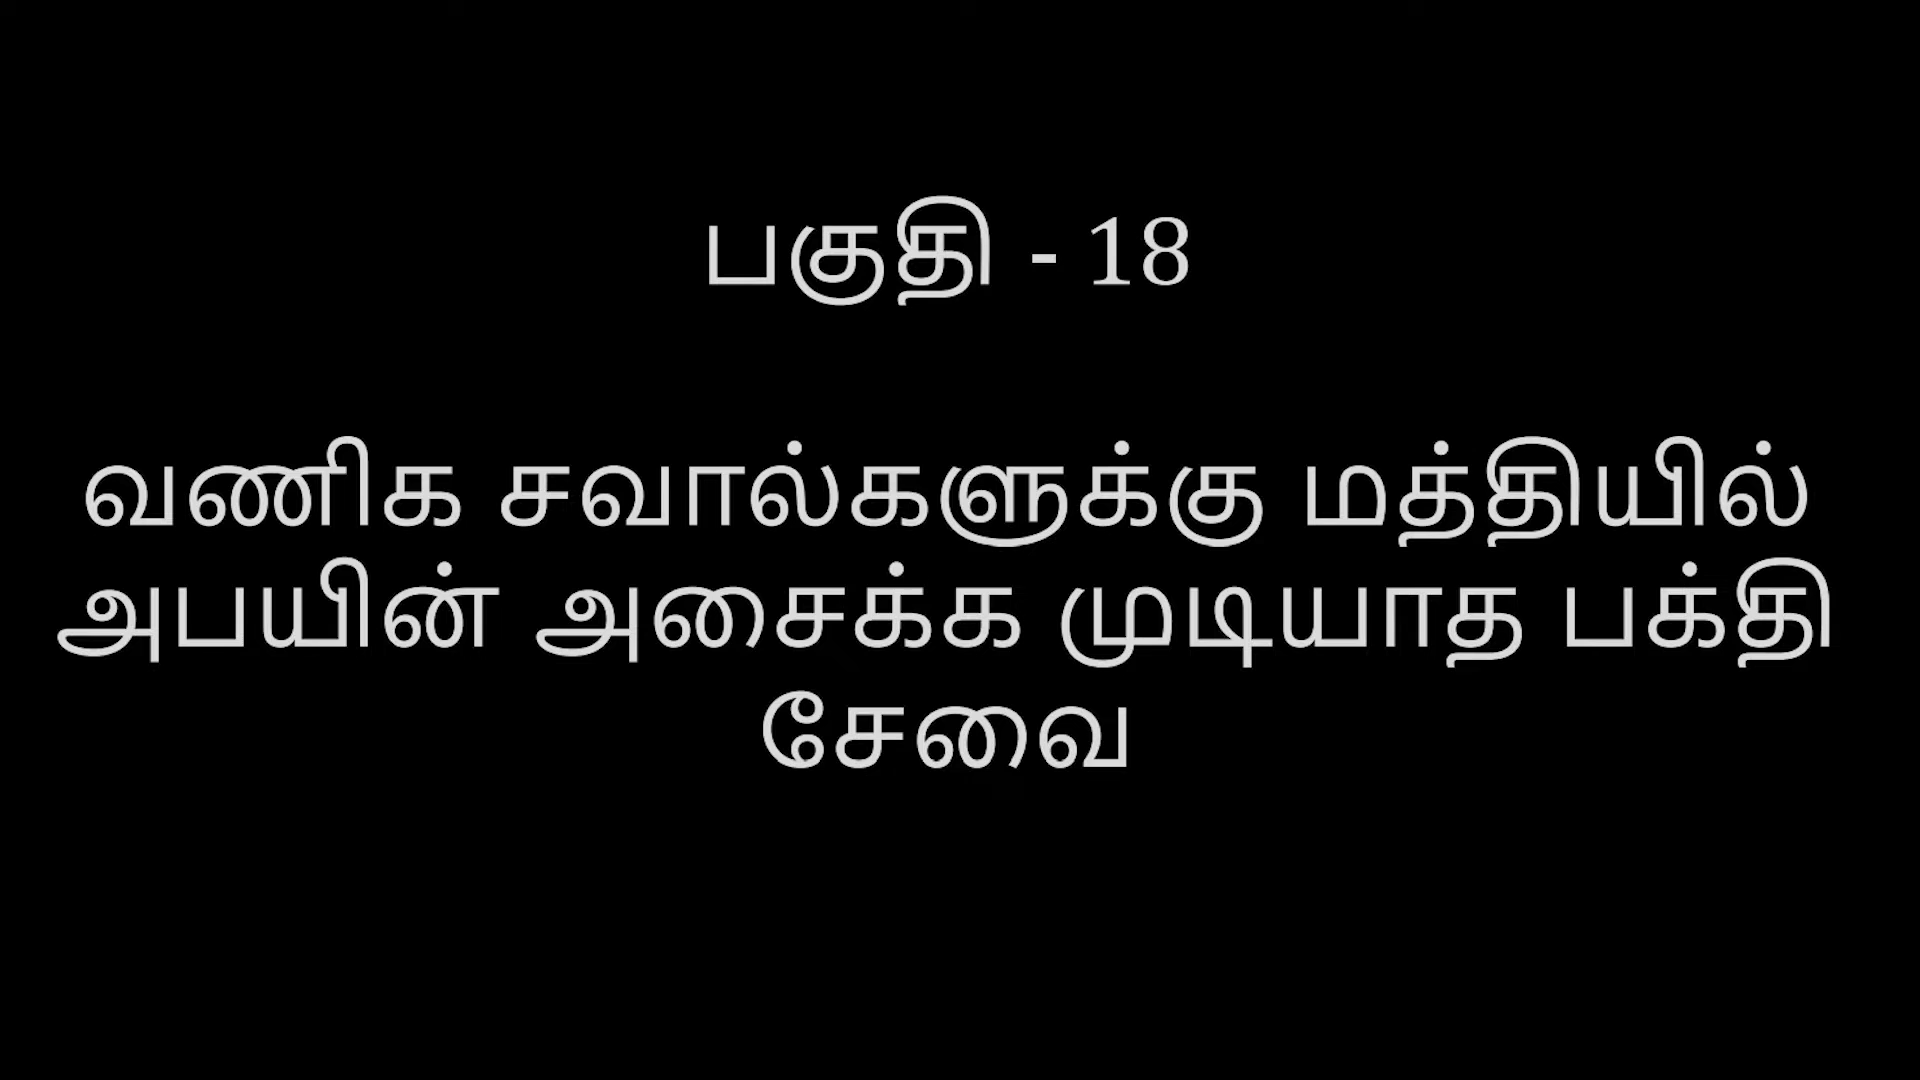 பகுதி - 18
வணிக சவால்களுக்கு மத்தியில்
அபயின் அசைக்க முடியாத பக்தி
சேவை